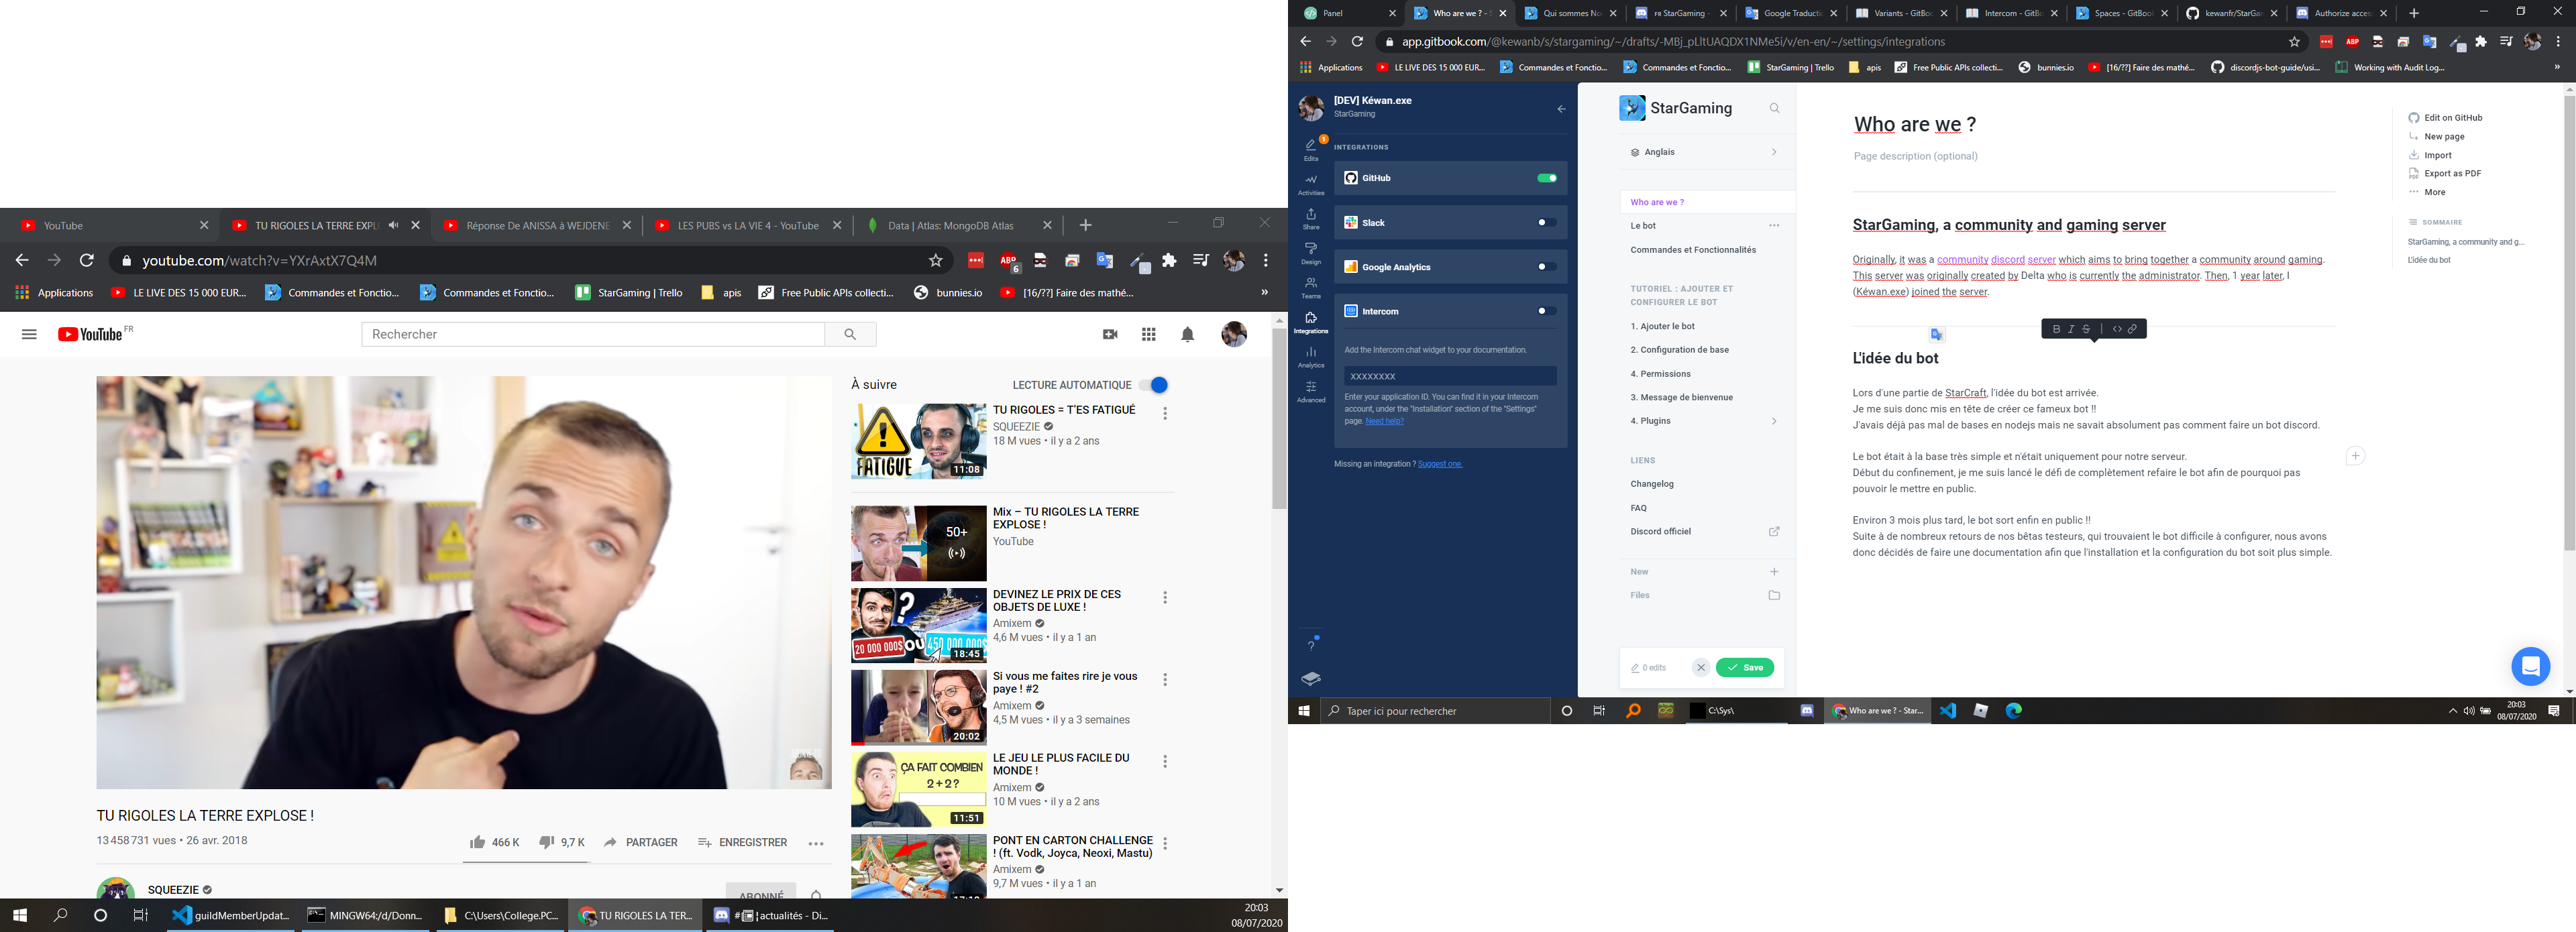 YouTube
TU RIGOLES LA TERRE EXPL
Réponse De ANISSA à WEJDENE
LES PUBS vs LA VIE 4 - YouTube
Data | Atlas: MongoDB Atlas
youtube.com/watch?v=YXrAxtX7Q4M
ABP
6
Applications
LE LIVE DES 15 000 EUR...
Commandes et Fonctio...
Commandes et Fonctio...
StarGaming | Trello
apis
Free Public APIs collecti...
bunnies.io
[16/??] Faire des mathé...
»
YouTube FR
Rechercher
À suivre
LECTURE AUTOMATIQUE
FATIGUE
11:08
TU RIGOLES = T'ES FATIGUÉ
SQUEEZIE
18 M vues • il y a 2 ans
50+
Mix – TU RIGOLES LA TERRE
EXPLOSE !
YouTube
?
20 000 000$ OU 450 000 000$
18:45
DEVINEZ LE PRIX DE CES
OBJETS DE LUXE !
Amixem
4,6 M vues • il y a 1 an
20:02
Si vous me faites rire je vous
paye ! #2
Amixem
4,5 M vues • il y a 3 semaines
ÇA FAIT COMBIEN
2+2?
11:51
LE JEU LE PLUS FACILE DU
MONDE !
Amixem
10 M vues • il y a 2 ans
PONT EN CARTON CHALLENGE
! (ft. Vodk, Joyca, Neoxi, Mastu)
Amixem
9,7 M vues • il y a 1 an
TU RIGOLES LA TERRE EXPLOSE !
13 458 731 vues • 26 avr. 2018
466 K
9,7 K
PARTAGER
ENREGISTRER
SQUEEZIE
ABONNÉ
guildMemberUpdat...
MINGW64:/d/Donn...
C:\Users\College.PC...
TU RIGOLES LA TER...
actualités - Di...
20:03
08/07/2020
Panel
Who are we ? - S
Qui sommes No
FR StarGaming -
Google Traducti
Variants - GitBo
Intercom - GitB
Spaces - GitBoo
kewanfr/StarGa
Authorize acces
app.gitbook.com/@kewanb/s/stargaming/~/drafts/-MBj_pLltUAQDX1NMe5i/v/en-en/~/settings/integrations
ABP
Applications
LE LIVE DES 15 000 EUR...
Commandes et Fonctio...
Commandes et Fonctio...
StarGaming | Trello
apis
Free Public APIs collecti...
bunnies.io
[16/??] Faire des mathé...
discordjs-bot-guide/usi...
Working with Audit Log...
»
[DEV] Kéwan.exe
StarGaming
1
Edits
Activities
Share
Design
Teams
Integrations
Analytics
Advanced
?
INTEGRATIONS
GitHub
Slack
Google Analytics
Intercom
Add the Intercom chat widget to your documentation.
XXXXXXXX
Enter your application ID. You can find it in your Intercom
account, under the "Installation" section of the "Settings"
page. Need help?
Missing an integration ? Suggest one.
StarGaming
Anglais
Who are we ?
Le bot
Commandes et Fonctionnalités
TUTORIEL : AJOUTER ET
CONFIGURER LE BOT
1. Ajouter le bot
2. Configuration de base
4. Permissions
3. Message de bienvenue
4. Plugins
LIENS
Changelog
FAQ
Discord officiel
New
Files
0 edits
Save
Who are we ?
Page description (optional)
StarGaming, a community and gaming server
Originally, it was a community discord server which aims to bring together a community around gaming.
This server was originally created by Delta who is currently the administrator. Then, 1 year later, I
(Kéwan.exe) joined the server.
B I S
L'idée du bot
Lors d'une partie de StarCraft, l'idée du bot est arrivée.
Je me suis donc mis en tête de créer ce fameux bot !!
J'avais déjà pas mal de bases en nodejs mais ne savait absolument pas comment faire un bot discord.
Le bot était à la base très simple et n'était uniquement pour notre serveur.
Début du confinement, je me suis lancé le défi de complètement refaire le bot afin de pourquoi pas
pouvoir le mettre en public.
Environ 3 mois plus tard, le bot sort enfin en public !!
Suite à de nombreux retours de nos bêtas testeurs, qui trouvaient le bot difficile à configurer, nous avons
donc décidés de faire une documentation afin que l'installation et la configuration du bot soit plus simple.
Edit on GitHub
New page
Import
Export as PDF
More
SOMMAIRE
StarGaming, a community and g...
L'idée du bot
Taper ici pour rechercher
C:\Sys\
Who are we ? - Star...
20:03
08/07/2020